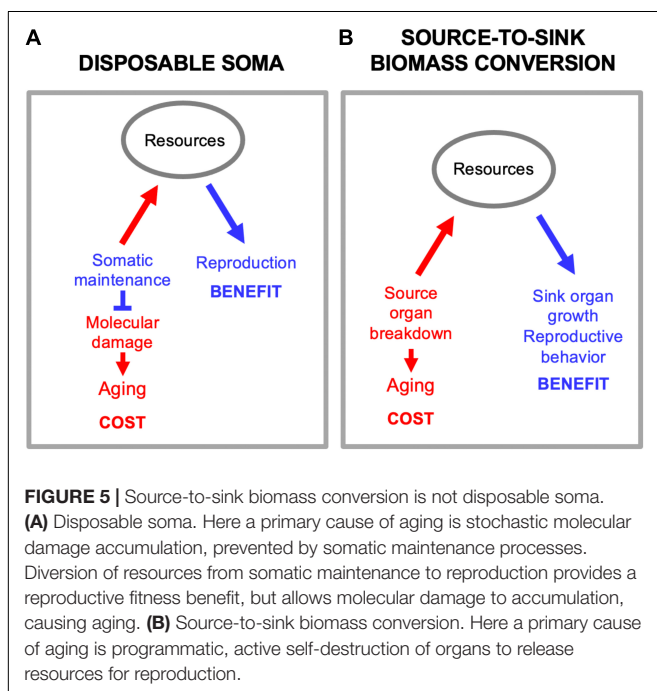 A
DISPOSABLE SOMA
Resources
Somatic
maintenance
Molecular
damage
Aging
COST
Reproduction
BENEFIT
B
SOURCE-TO-SINK
BIOMASS CONVERSION
Resources
Source
organ
breakdown
Aging
COST
Sink organ
growth
Reproductive
behavior
BENEFIT
FIGURE 5 | Source-to-sink biomass conversion is not disposable soma.
(A) Disposable soma. Here a primary cause of aging is stochastic molecular
damage accumulation, prevented by somatic maintenance processes.
Diversion of resources from somatic maintenance to reproduction provides a
reproductive fitness benefit, but allows molecular damage to accumulation,
causing aging. (B) Source-to-sink biomass conversion. Here a primary cause
of aging is programmatic, active self-destruction of organs to release
resources for reproduction.